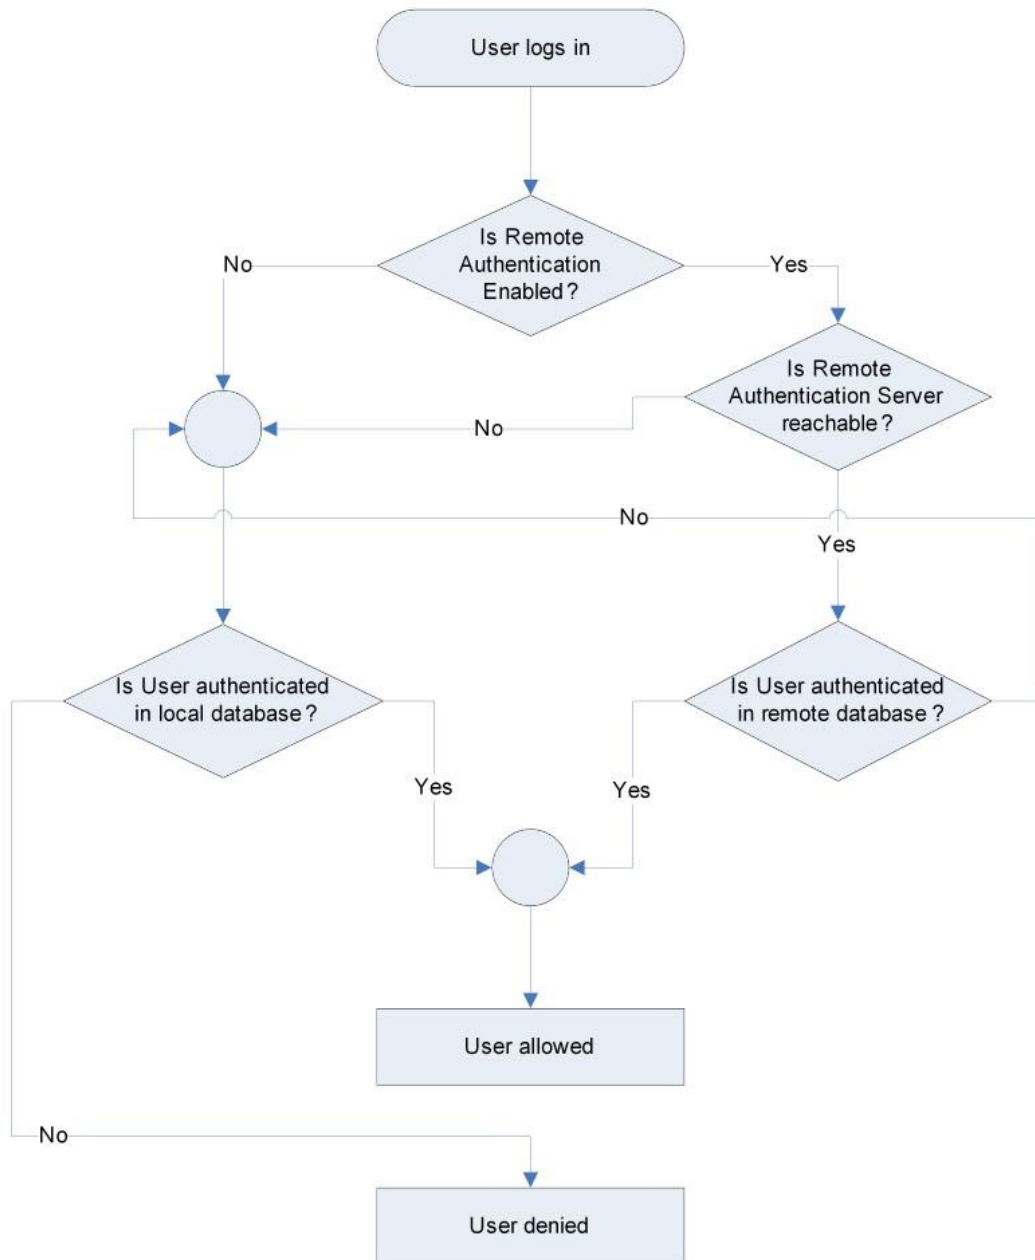 User logs in
Is Remote
Authentication
Enabled?
No
Yes
Is Remote
Authentication Server
reachable?
No
No
Yes
Is User authenticated
in local database?
Is User authenticated
in remote database?
Yes
Yes
User allowed
No
User denied